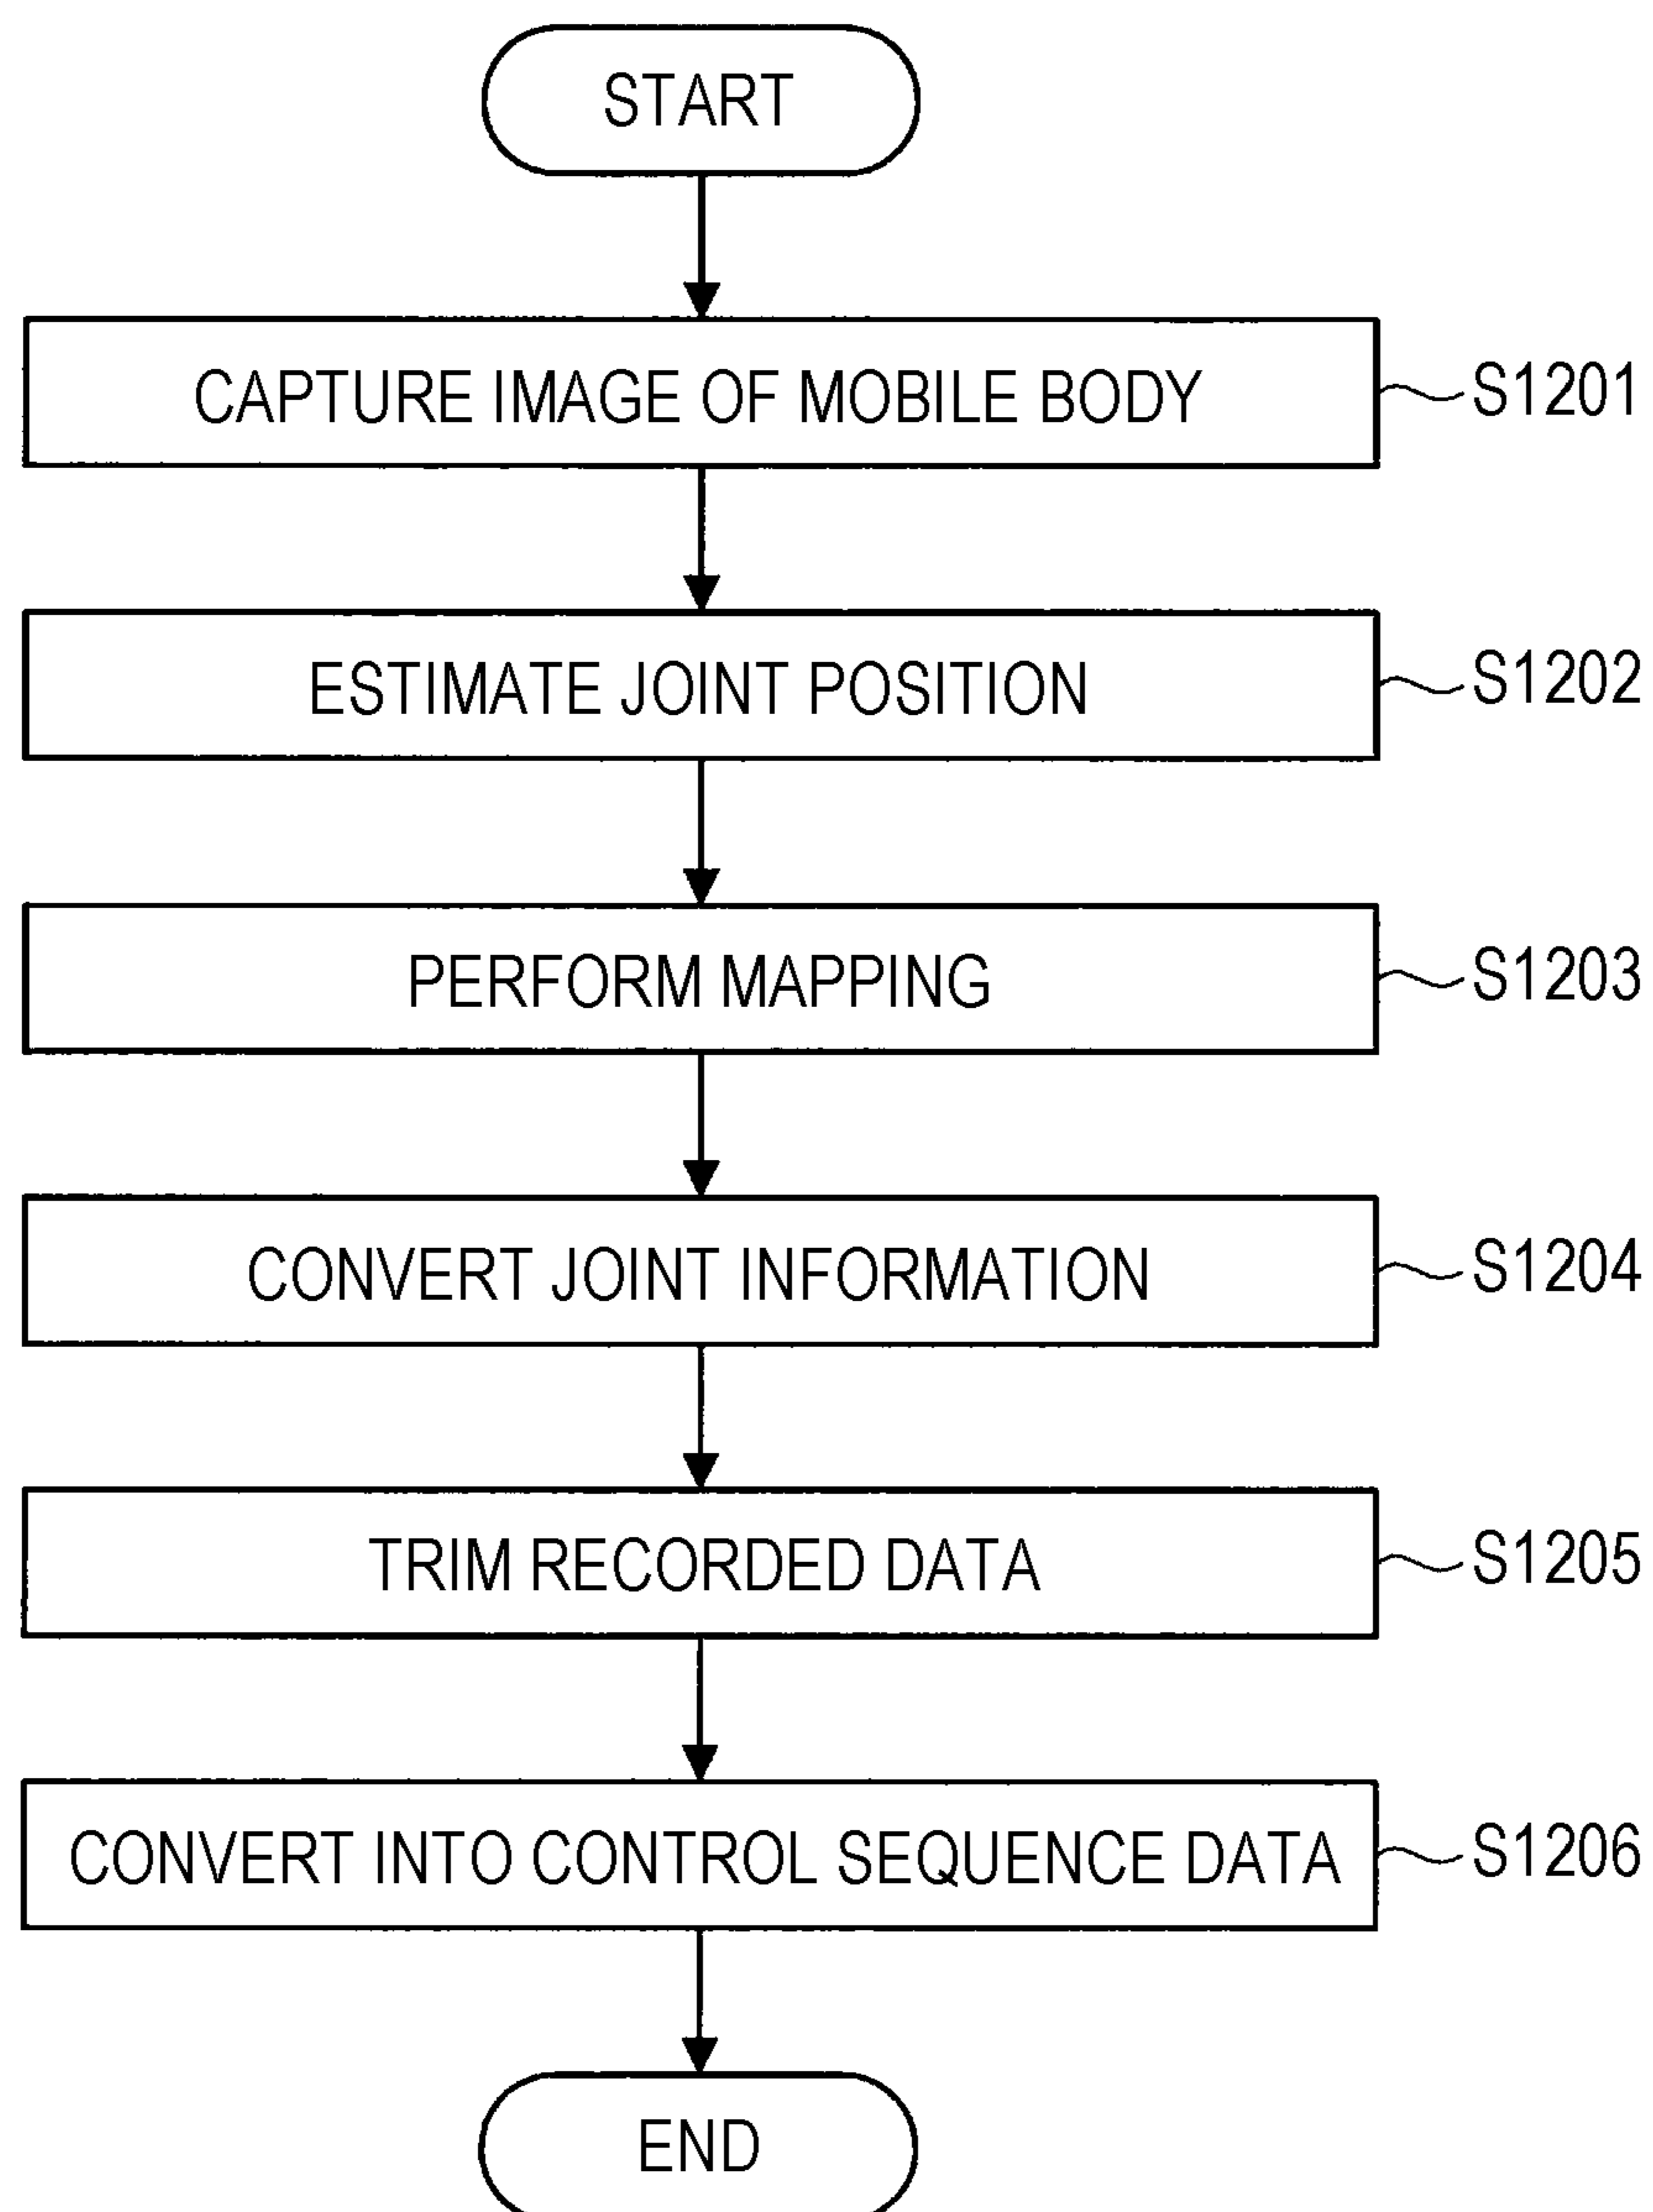 START
CAPTURE IMAGE OF MOBILE BODY
S1201
ESTIMATE JOINT POSITION
S1202
PERFORM MAPPING
S1203
CONVERT JOINT INFORMATION
S1204
TRIM RECORDED DATA
S1205
CONVERT INTO CONTROL SEQUENCE DATA
S1206
END